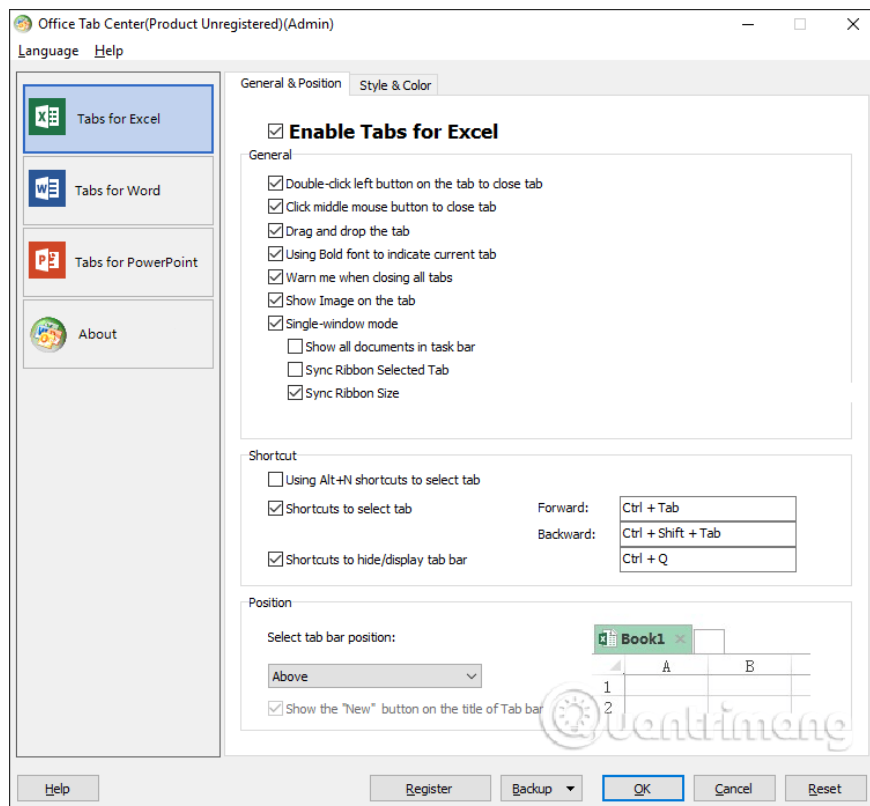 Office Tab Center(Product Unregistered)(Admin)
Language Help
General & Position Style & Color
Tabs for Excel
Tabs for Word
Tabs for PowerPoint
About
Enable Tabs for Excel
General
Double-click left button on the tab to close tab
Click middle mouse button to close tab
Drag and drop the tab
Using Bold font to indicate current tab
Warn me when closing all tabs
Show Image on the tab
Single-window mode
Show all documents in task bar
Sync Ribbon Selected Tab
Sync Ribbon Size
Shortcut
Using Alt+N shortcuts to select tab
Shortcuts to select tab Forward: Ctrl + Tab
Backward: Ctrl + Shift + Tab
Shortcuts to hide/display tab bar Ctrl + Q
Position
Select tab bar position:
Book1
A B
Above
1
2
Show the "New" button on the title of Tab bar
Quantrimang
Help Register Backup OK Cancel Reset